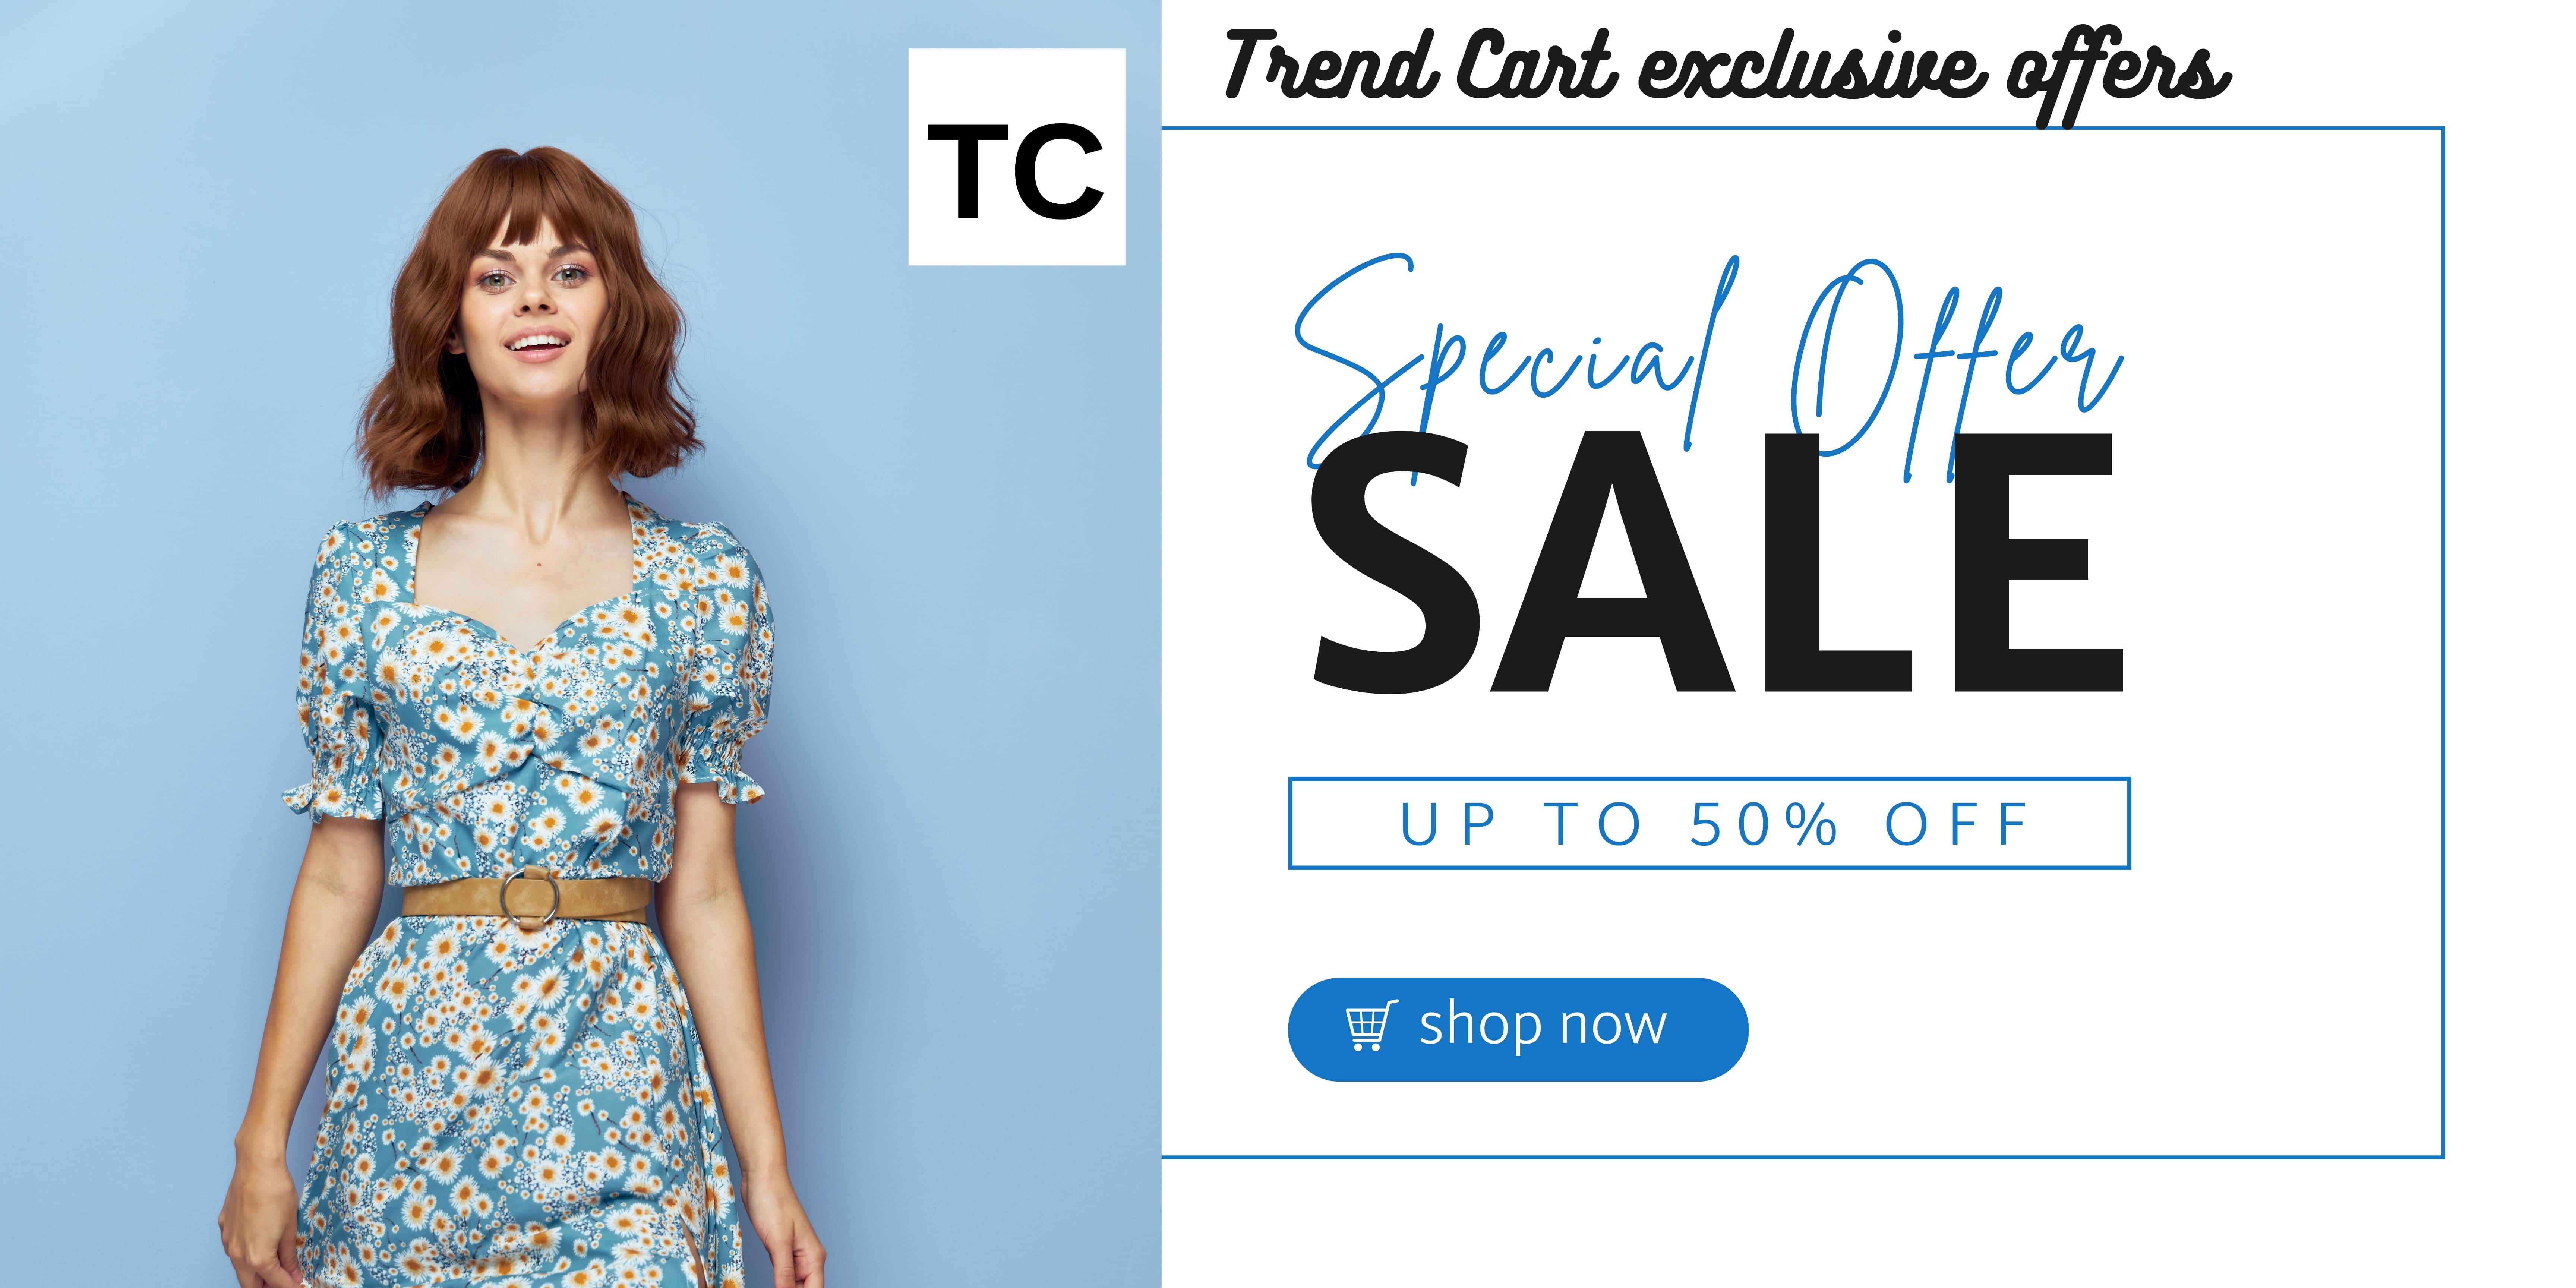 TC
Trend Cart exclusive offers
Special Offer
SALE
UP TO 50% OFF
shop now